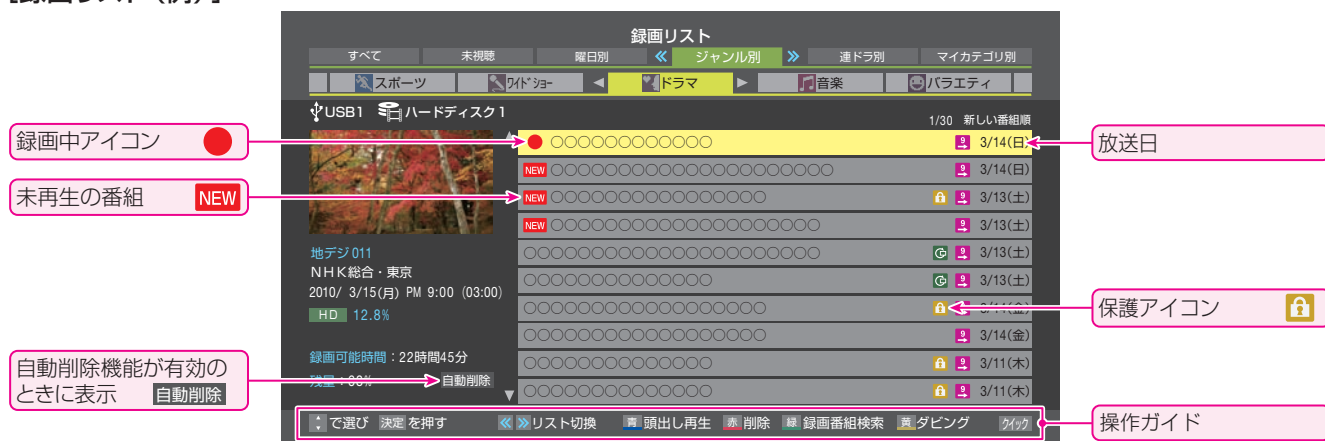 録画リスト
すべて 未視聴 曜日別 ≪ ジャンル別 ≫ 連ドラ別 マイカテゴリ別
スポーツ ワイドショー ◀ ドラマ ▶ 音楽 バラエティ
USB1 ハードディスク1
1/30 新しい番組順
録画中アイコン
未再生の番組 NEW
自動削除機能が有効の
ときに表示 自動削除
○○○○○○○○○○○○ 9 3/14(日)
NEW ○○○○○○○○○○○○○○○○○○○○○ 9 3/14(日)
NEW ○○○○○○○○○○○○○○○○ 9 3/13(土)
NEW ○○○○○○○○○○○○○○○○○○○○ 9 3/13(土)
○○○○○○○○○○○○○○○○○○○○○○ G 9 3/13(土)
○○○○○○○○○○○○○○ G 9 3/13(土)
○○○○○○○○○○○○○○○○○○
○○○○○○○○○○○○○○○○○○ 9 3/14(金)
○○○○○○○○○○○○○○ 9 3/11(木)
○○○○○○○○○○○○○○ 9 3/11(木)
地デジ 011
NHK総合・東京
2010/ 3/15(月) PM 9:00 (03:00)
HD 12.8%
録画可能時間:22時間45分
自動削除
で選び 決定 を押す ≪ ≫ リスト切換 青 頭出し再生 赤 削除 緑 録画番組検索 黄 ダビング クイック
放送日
保護アイコン
操作ガイド